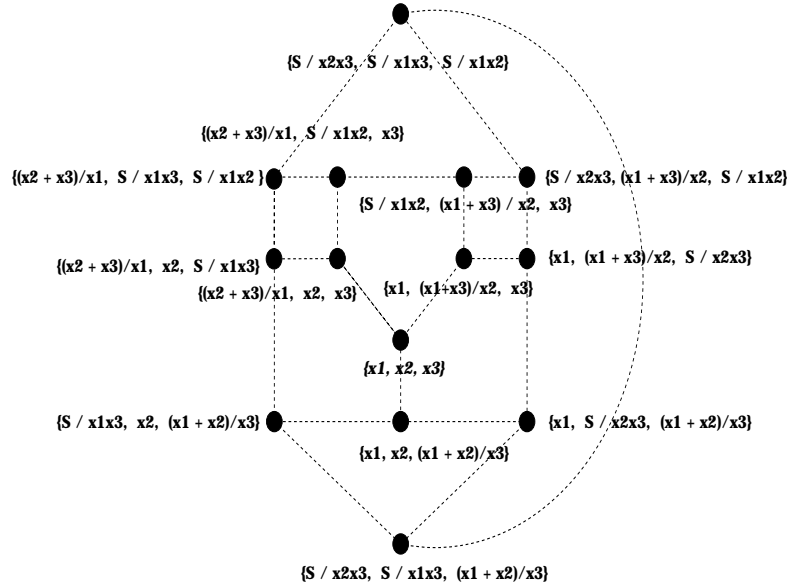 {S / x2x3, S / x1x3, S / x1x2}
{(x2 + x3)/x1, S / x1x2, x3}
{(x2 + x3)/x1, S / x1x3, S / x1x2 }
{S / x2x3, (x1 + x3)/x2, S / x1x2}
{S / x1x2, (x1 + x3) / x2, x3}
{(x2 + x3)/x1, x2, S / x1x3}
{x1, (x1 + x3)/x2, S / x2x3}
{(x2 + x3)/x1, x2, x3}
{x1, (x1+x3)/x2, x3}
{x1, x2, x3}
{S / x1x3, x2, (x1 + x2)/x3}
{x1, S / x2x3, (x1 + x2)/x3}
{x1, x2, (x1 + x2)/x3}
{S / x2x3, S / x1x3, (x1 + x2)/x3}